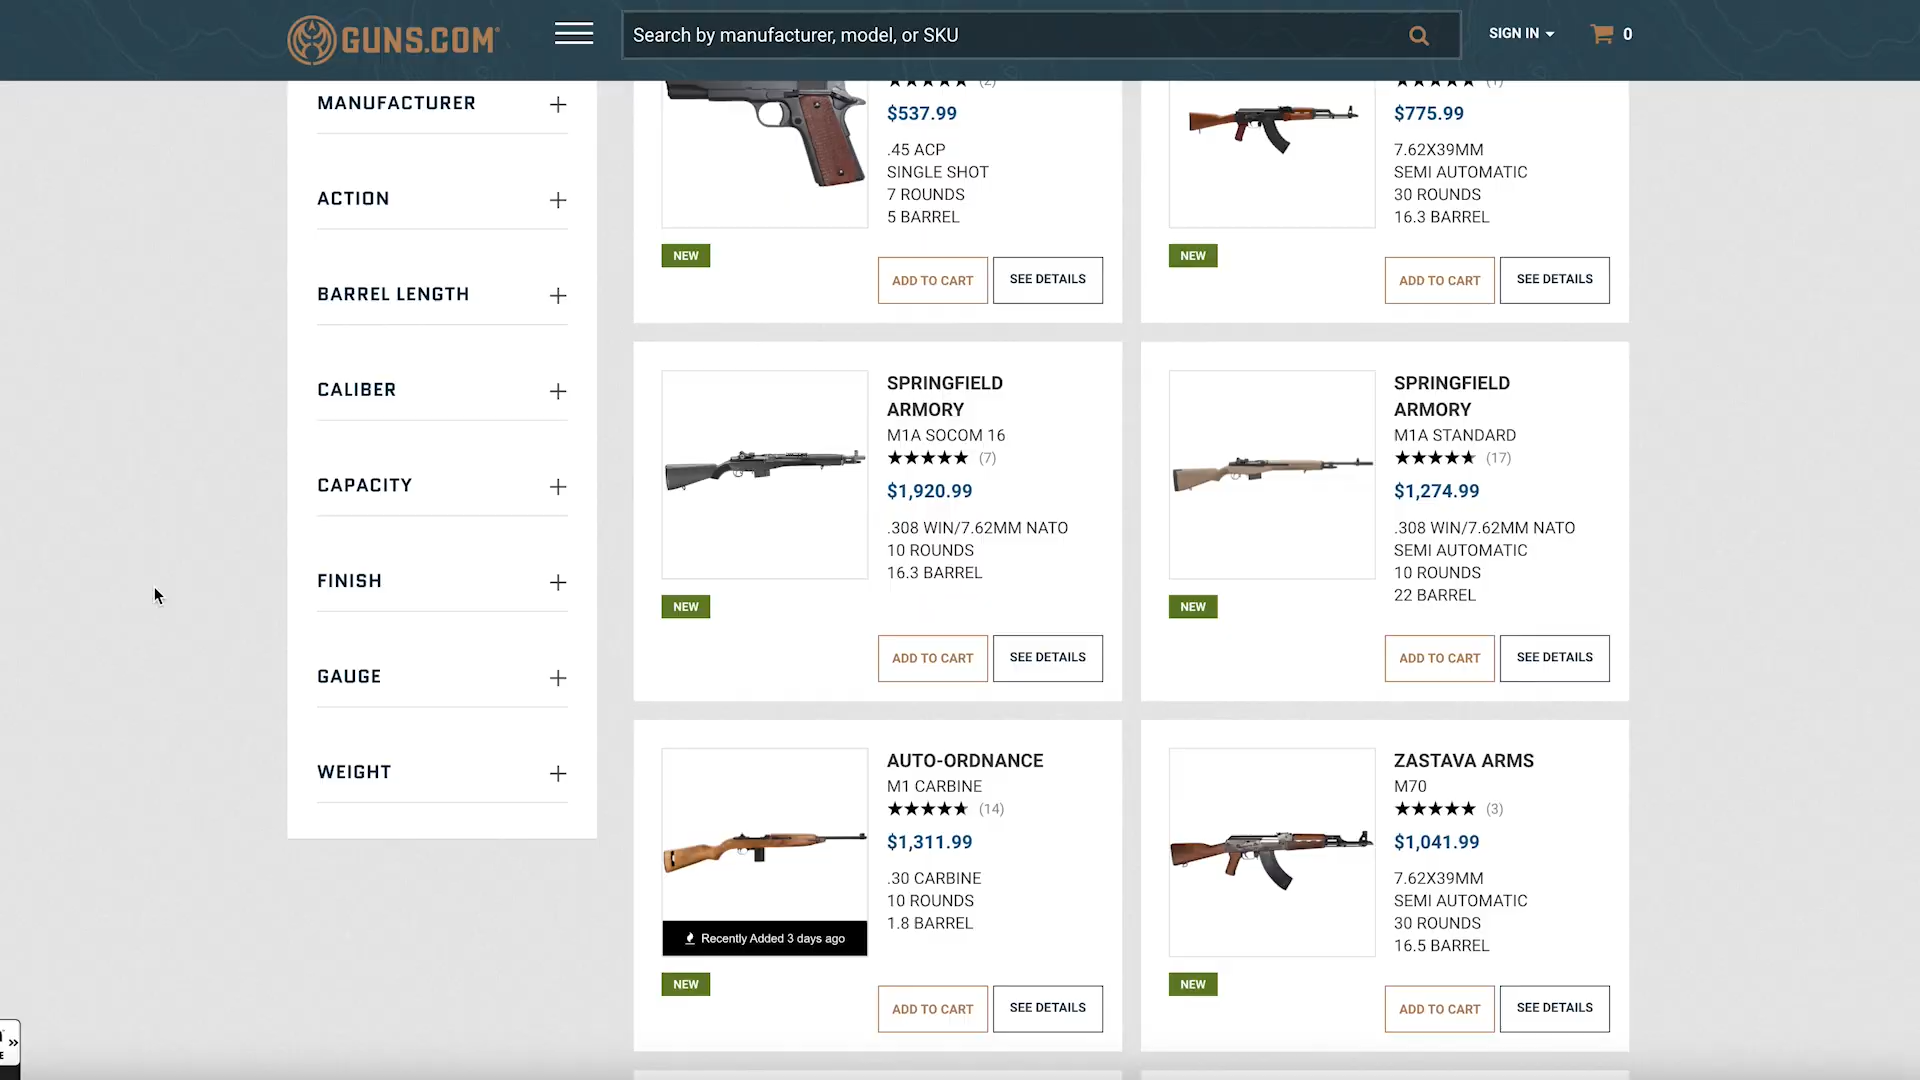 GUNS.COM
Search by manufacturer, model, or SKU
SIGN IN
0
MANUFACTURER
ACTION
BARREL LENGTH
CALIBER
CAPACITY
FINISH
GAUGE
WEIGHT
★★★★★ (2)
$537.99
.45 ACP
SINGLE SHOT
7 ROUNDS
5 BARREL
NEW
ADD TO CART
SEE DETAILS
★★★★★ (1)
$775.99
7.62X39MM
SEMI AUTOMATIC
30 ROUNDS
16.3 BARREL
NEW
ADD TO CART
SEE DETAILS
SPRINGFIELD
ARMORY
M1A SOCOM 16
★★★★★ (7)
$1,920.99
.308 WIN/7.62MM NATO
10 ROUNDS
16.3 BARREL
NEW
ADD TO CART
SEE DETAILS
SPRINGFIELD
ARMORY
M1A STANDARD
★★★★★ (17)
$1,274.99
.308 WIN/7.62MM NATO
SEMI AUTOMATIC
10 ROUNDS
22 BARREL
NEW
ADD TO CART
SEE DETAILS
AUTO-ORDNANCE
M1 CARBINE
★★★★★ (14)
$1,311.99
.30 CARBINE
10 ROUNDS
1.8 BARREL
Recently Added 3 days ago
NEW
ADD TO CART
SEE DETAILS
ZASTAVA ARMS
M70
★★★★★ (3)
$1,041.99
7.62X39MM
SEMI AUTOMATIC
30 ROUNDS
16.5 BARREL
NEW
ADD TO CART
SEE DETAILS